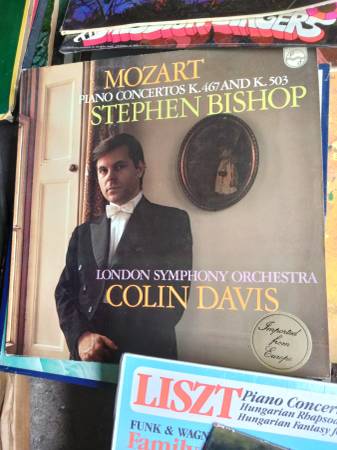 MOZART
PIANO CONCERTOS K.467 AND K.503
STEPHEN BISHOP
LONDON SYMPHONY ORCHESTRA
COLIN DAVIS
Imported
from
Europe
LISZT
Piano Concer
Hungarian Rhapso
Hungarian Fantasy f
FUNK & WAGN
Family